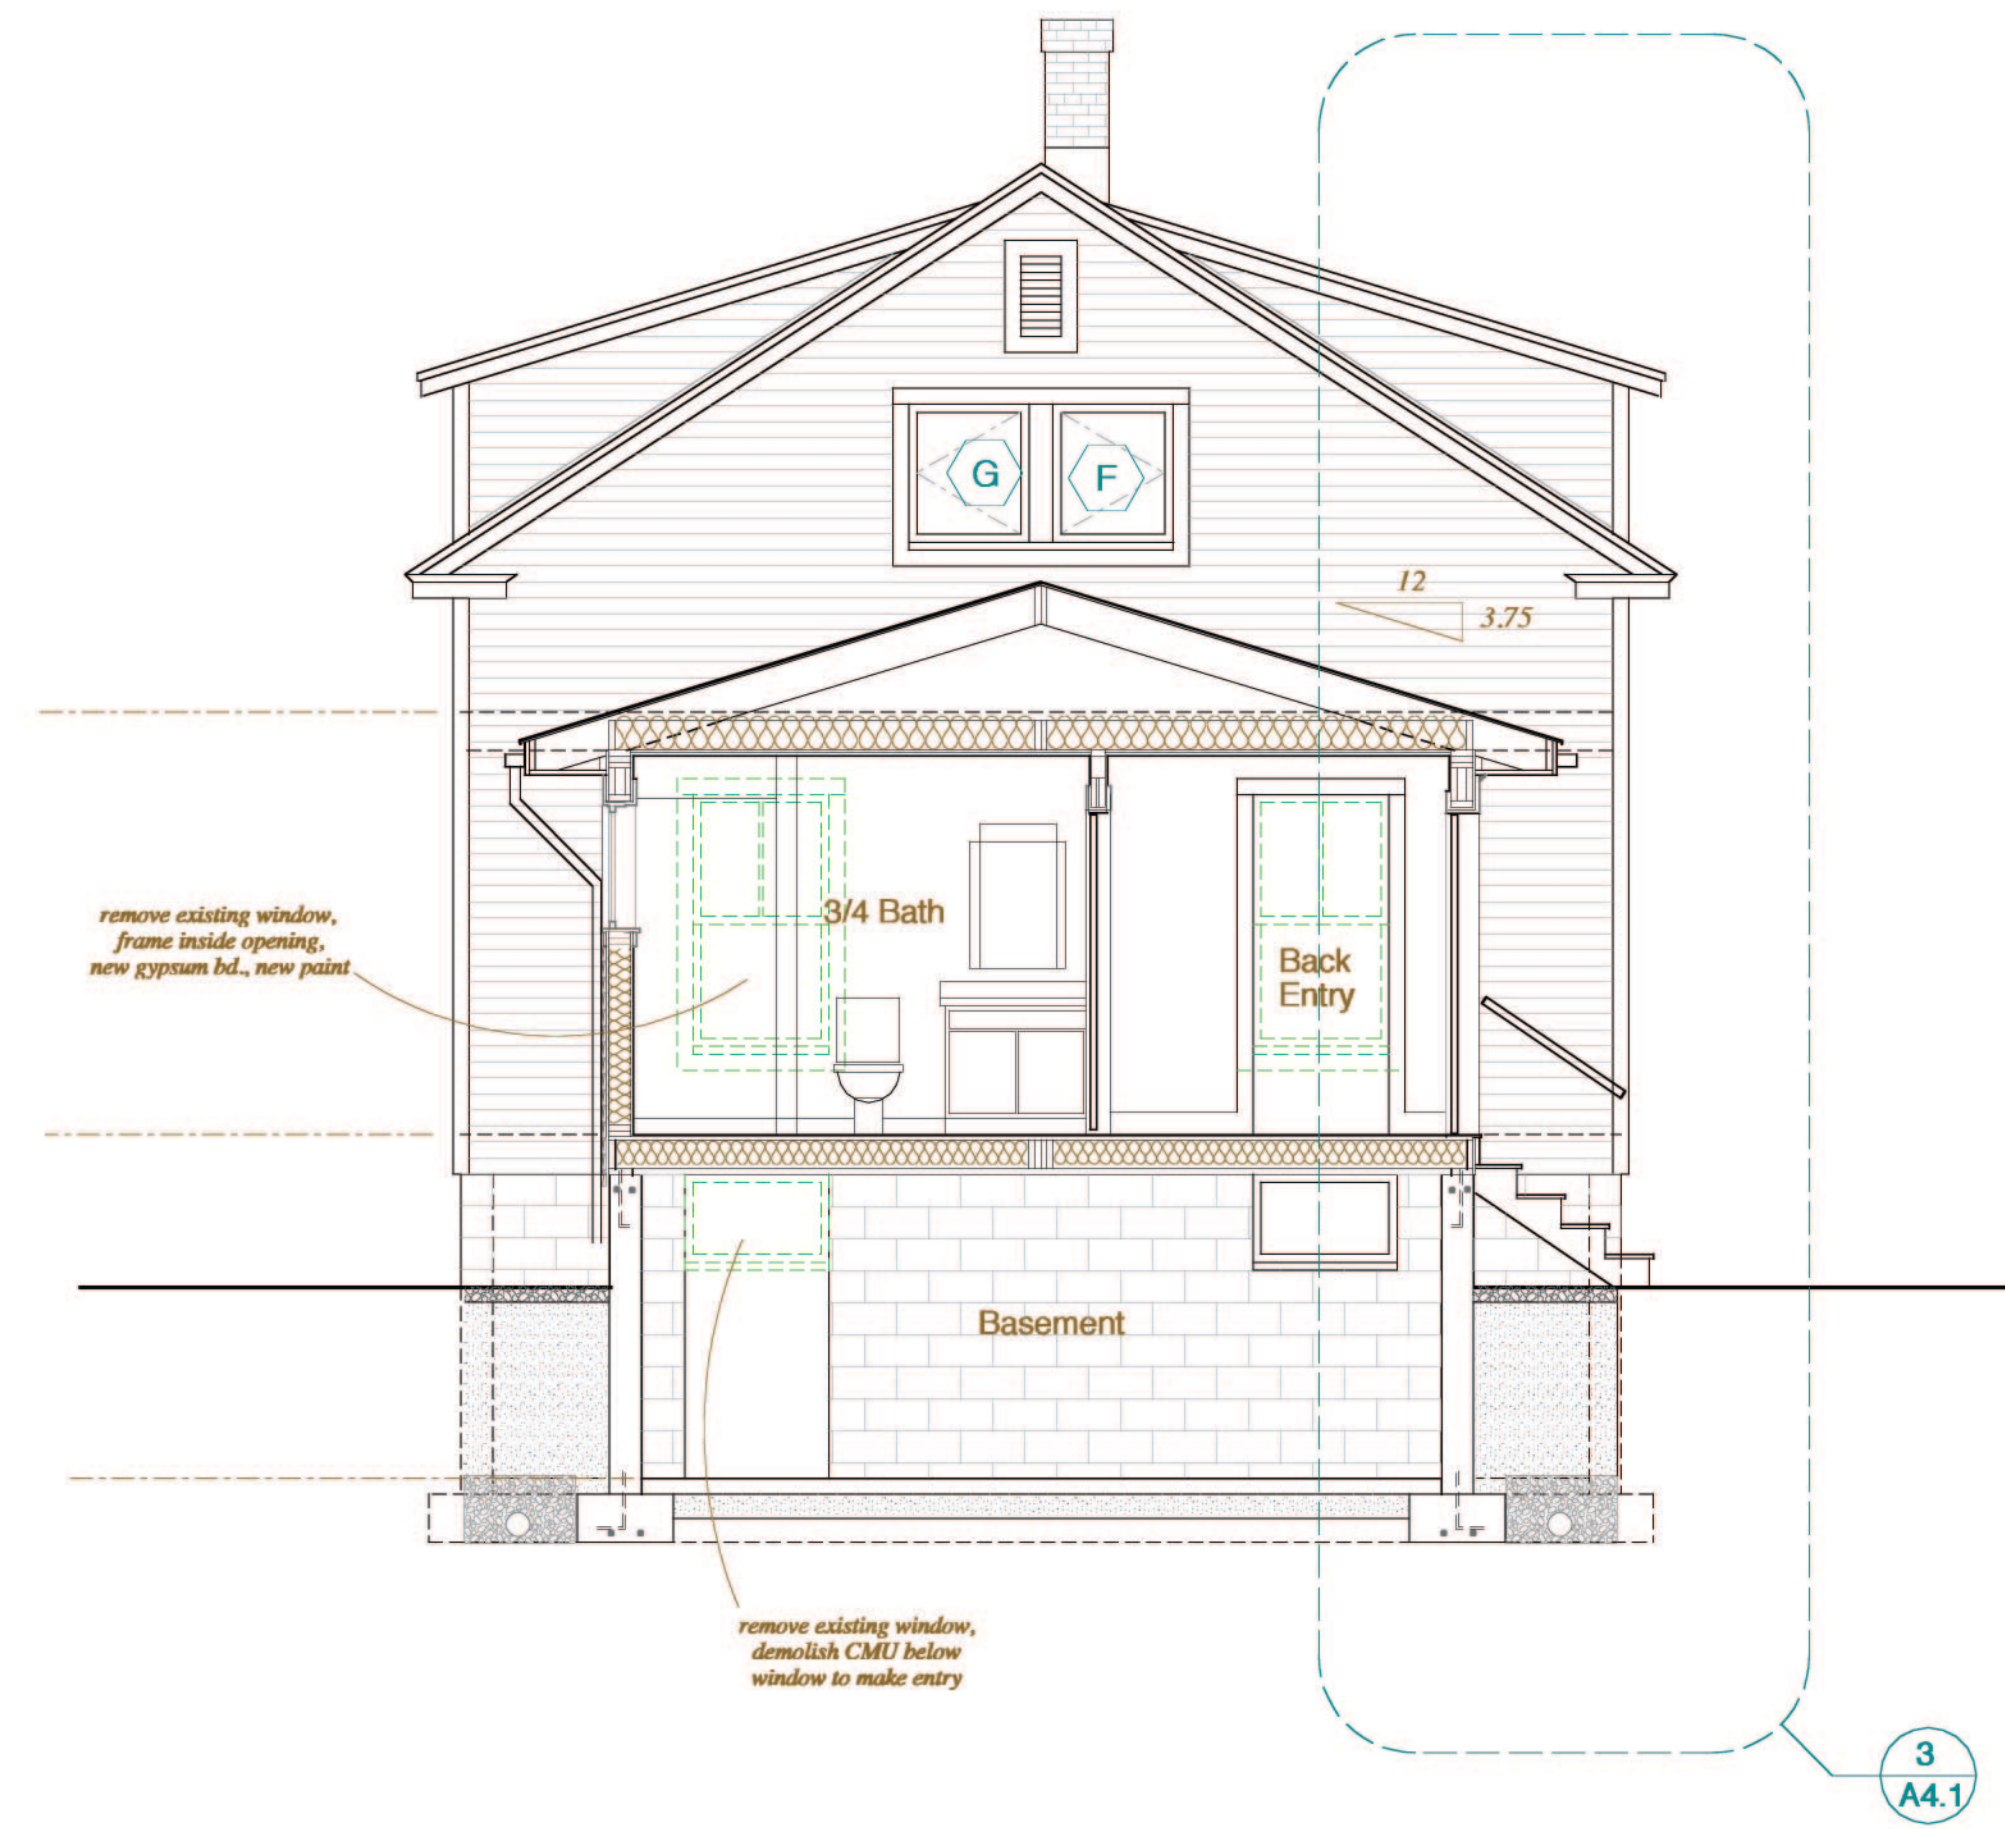 G
F
12
3.75
remove existing window,
frame inside opening,
new gypsum bd., new paint
3/4 Bath
Back
Entry
Basement
remove existing window,
demolish CMU below
window to make entry
3
A4.1